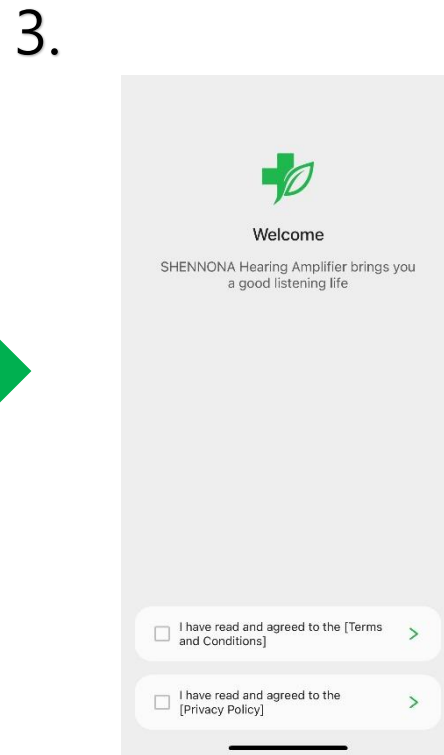 3.
Welcome
SHENNONA Hearing Amplifier brings you
a good listening life
I have read and agreed to the [Terms
and Conditions]
I have read and agreed to the
[Privacy Policy]